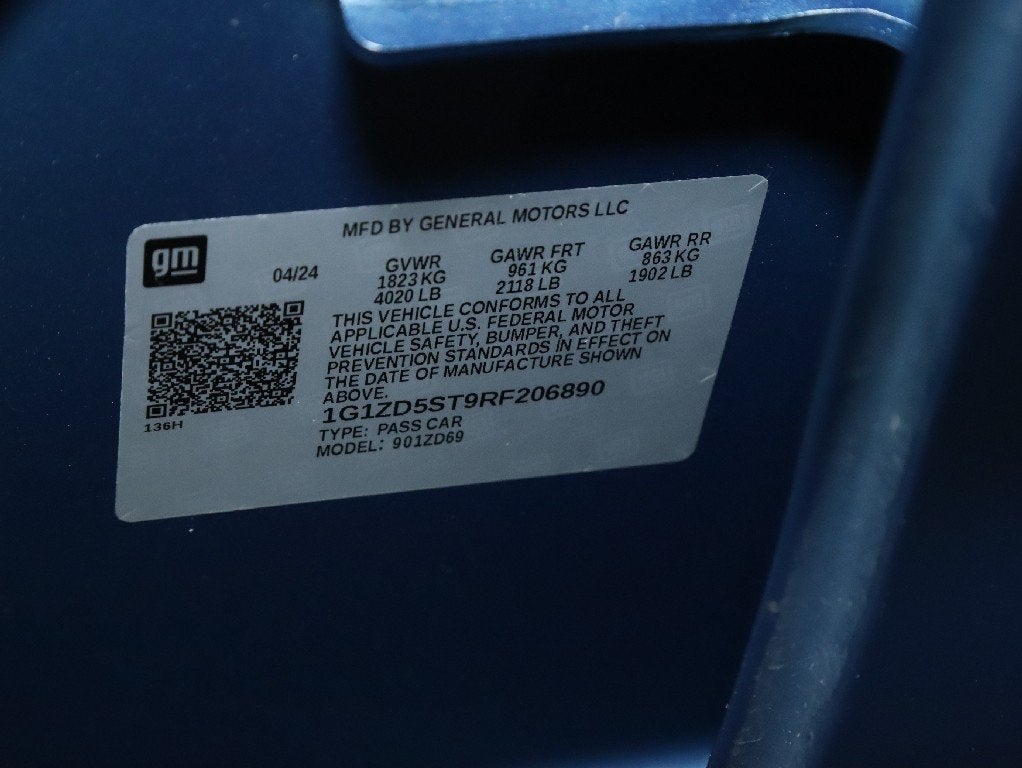 MFD BY GENERAL MOTORS LLC
gm
04/24
GVWR GAWR FRT GAWR RR
1823 KG 961 KG 863 KG
4020 LB 2118 LB 1902 LB
THIS VEHICLE CONFORMS TO ALL
APPLICABLE U.S. FEDERAL MOTOR
VEHICLE SAFETY, BUMPER, AND THEFT
PREVENTION STANDARDS IN EFFECT ON
THE DATE OF MANUFACTURE SHOWN
ABOVE.
1G1ZD5ST9RF206890
136H
TYPE: PASS CAR
MODEL: 901ZD69